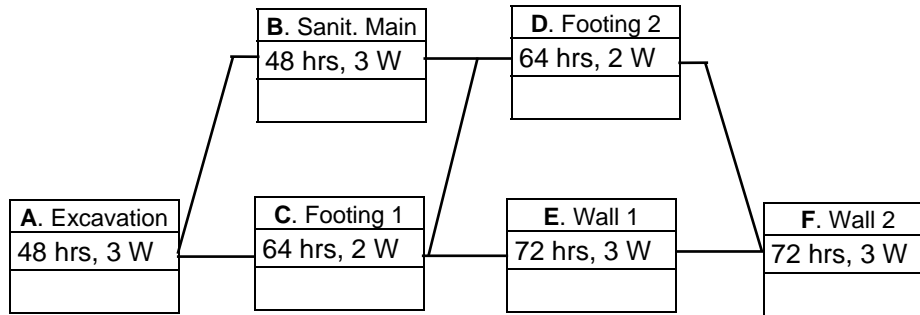 B. Sanit. Main
48 hrs, 3 W
D. Footing 2
64 hrs, 2 W
A. Excavation
48 hrs, 3 W
C. Footing 1
64 hrs, 2 W
E. Wall 1
72 hrs, 3 W
F. Wall 2
72 hrs, 3 W